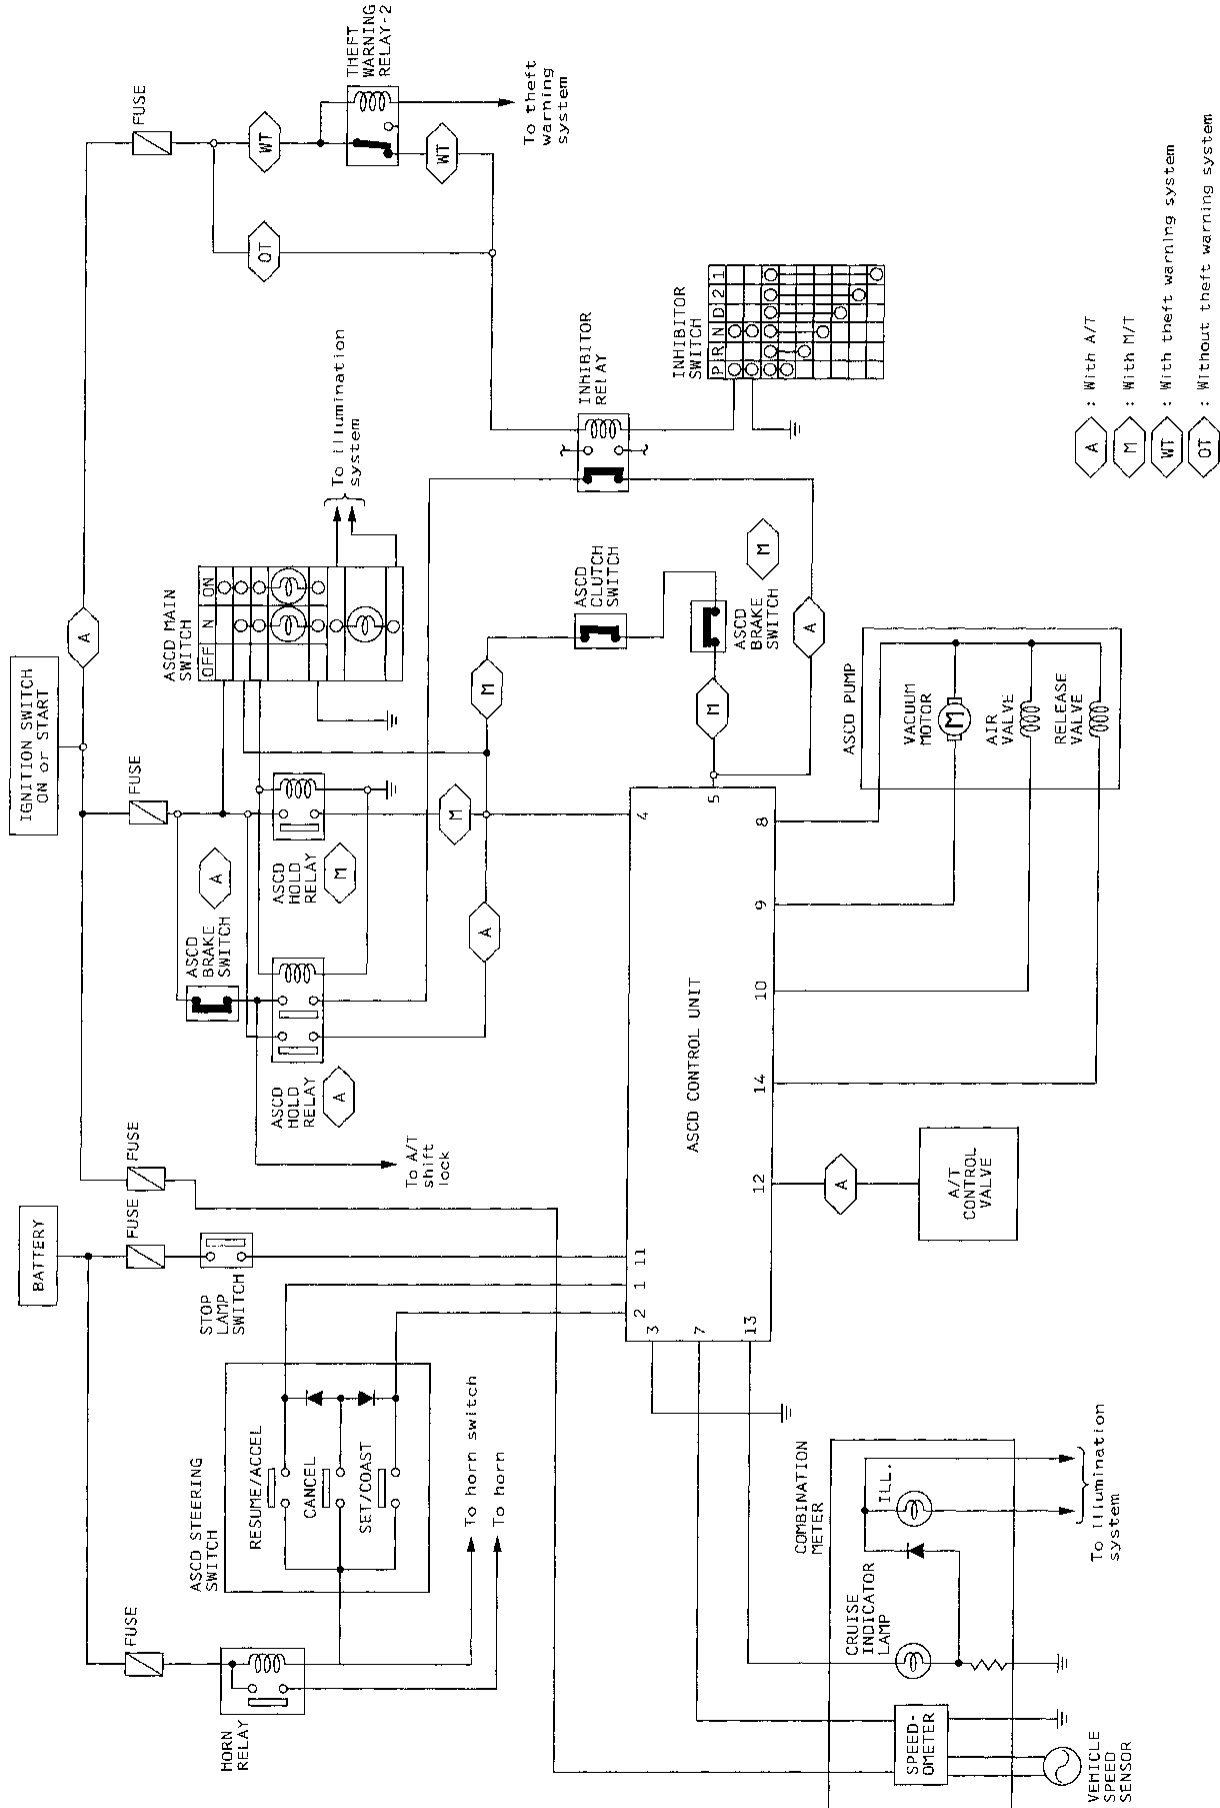 IGNITION SWITCH
ON or START
BATTERY
FUSE
FUSE
FUSE
FUSE
FUSE
A
WT
OT
WT
THEFT
WARNING
RELAY-2
To theft
warning
system
ASCD MAIN
SWITCH
OFF
N
ON
To illumination
system
INHIBITOR
RELAY
INHIBITOR
SWITCH
P R N D 2 1
ASCD
BRAKE
SWITCH
A
ASCD
HOLD
RELAY
M
ASCD
HOLD
RELAY
A
To A/T
shift
lock
M
A
M
ASCD
CLUTCH
SWITCH
ASCD
BRAKE
SWITCH
M
M
A
STOP
LAMP
SWITCH
ASCD STEERING
SWITCH
RESUME/ACCEL
CANCEL
SET/COAST
HORN
RELAY
To horn switch
To horn
ASCD CONTROL UNIT
2
1
11
4
5
3
7
13
12
14
10
9
8
ASCD PUMP
VACUUM
MOTOR
M
AIR
VALVE
RELEASE
VALVE
A
A/T
CONTROL
VALVE
COMBINATION
METER
ILL.
CRUISE
INDICATOR
LAMP
SPEED-
OMETER
VEHICLE
SPEED
SENSOR
To illumination
system
A : With A/T
M : With M/T
WT : With theft warning system
OT : Without theft warning system